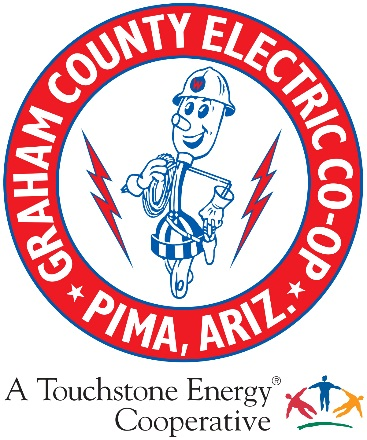 GRAHAM COUNTY ELECTRIC CO-OP
PIMA, ARIZ.
A Touchstone Energy®
Cooperative